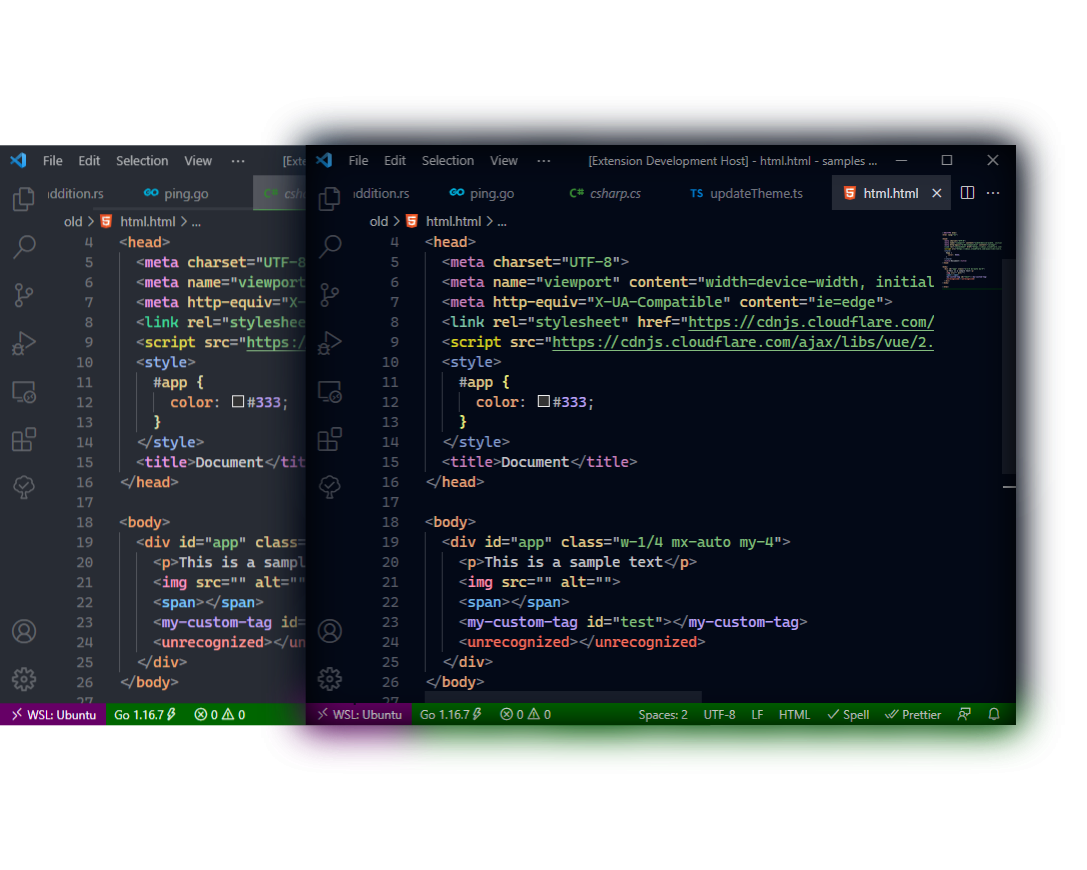 File Edit Selection View ··· [Exte
ddition.rs ping.go csh
old > html.html > ...
4 <head>
5 <meta charset="UTF-8
6 <meta name="viewport
7 <meta http-equiv="X-
8 <link rel="styleshee
9 <script src="https:/
10 <style>
11 #app {
12 color: #333;
13 }
14 </style>
15 <title>Document</tit
16 </head>
17
18 <body>
19 <div id="app" class=
20 <p>This is a sampl
21 <img src="" alt=""
22 <span></span>
23 <my-custom-tag id=
24 <unrecognized></un
25 </div>
26 </body>
27
WSL: Ubuntu Go 1.16.7 0 0
File Edit Selection View ··· [Extension Development Host] - html.html - samples ...
ddition.rs ping.go C# csharp.cs TS updateTheme.ts html.html ···
old > html.html > ...
4 <head>
5 <meta charset="UTF-8">
6 <meta name="viewport" content="width=device-width, initial
7 <meta http-equiv="X-UA-Compatible" content="ie=edge">
8 <link rel="stylesheet" href="https://cdnjs.cloudflare.com/
9 <script src="https://cdnjs.cloudflare.com/ajax/libs/vue/2.
10 <style>
11 #app {
12 color: #333;
13 }
14 </style>
15 <title>Document</title>
16 </head>
17
18 <body>
19 <div id="app" class="w-1/4 mx-auto my-4">
20 <p>This is a sample text</p>
21 <img src="" alt="">
22 <span></span>
23 <my-custom-tag id="test"></my-custom-tag>
24 <unrecognized></unrecognized>
25 </div>
26 </body>
27
WSL: Ubuntu Go 1.16.7 0 0 Spaces: 2 UTF-8 LF HTML Spell Prettier